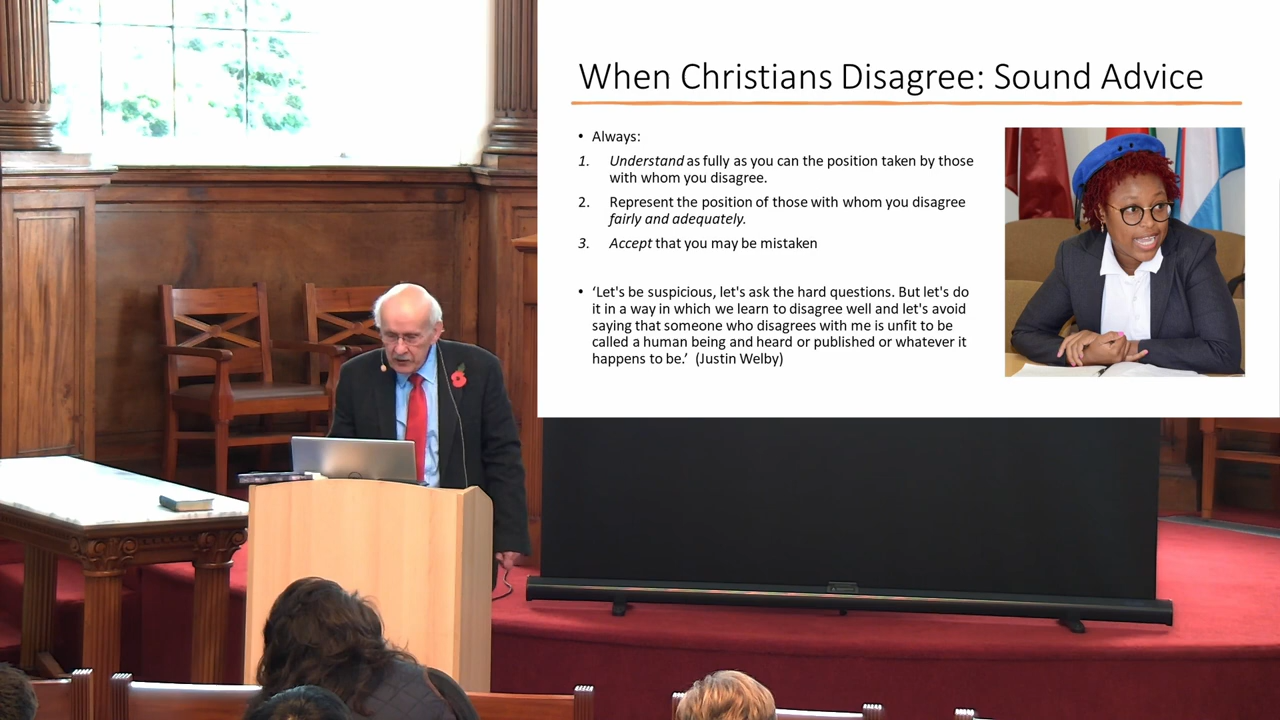 When Christians Disagree: Sound Advice
• Always:
1. Understand as fully as you can the position taken by those
with whom you disagree.
2. Represent the position of those with whom you disagree
fairly and adequately.
3. Accept that you may be mistaken
• ‘Let's be suspicious, let's ask the hard questions. But let's do
it in a way in which we learn to disagree well and let's avoid
saying that someone who disagrees with me is unfit to be
called a human being and heard or published or whatever it
happens to be.’ (Justin Welby)